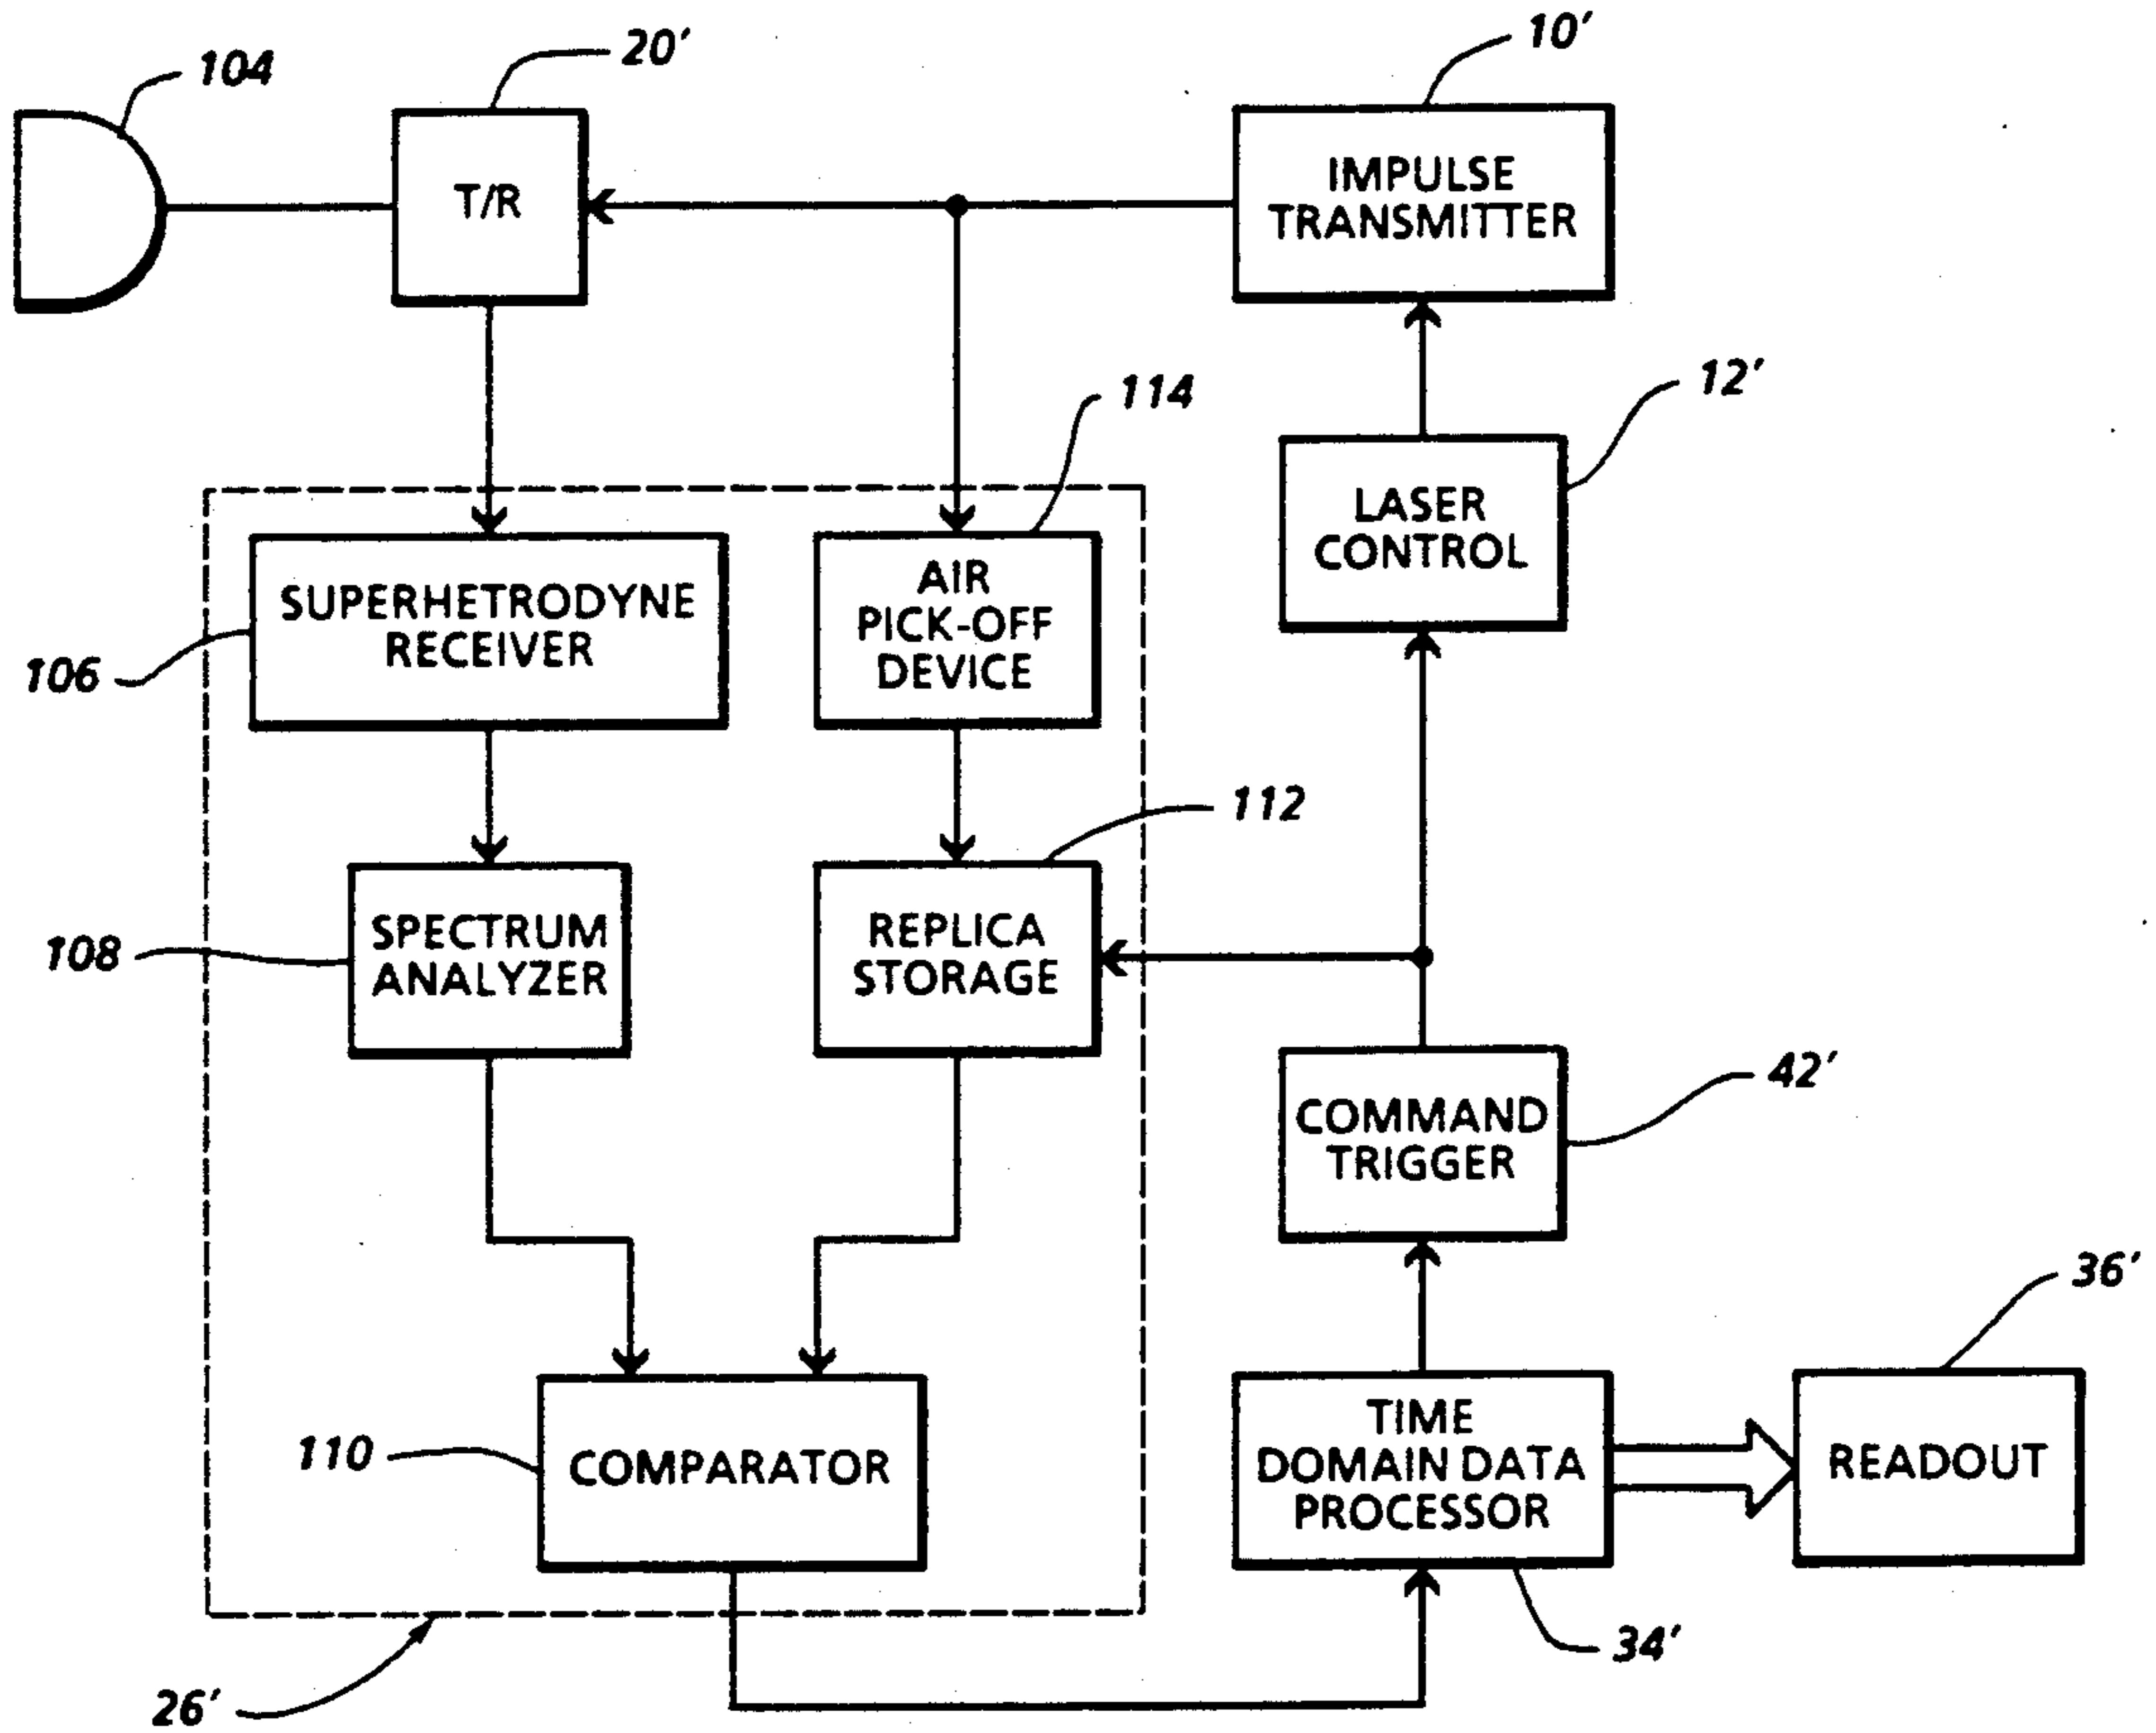 104
20'
10'
T/R
IMPULSE
TRANSMITTER
114
12'
LASER
CONTROL
SUPERHETRODYNE
RECEIVER
AIR
PICK-OFF
DEVICE
106
112
SPECTRUM
ANALYZER
REPLICA
STORAGE
108
42'
COMMAND
TRIGGER
36'
110
COMPARATOR
TIME
DOMAIN DATA
PROCESSOR
READOUT
34'
26'